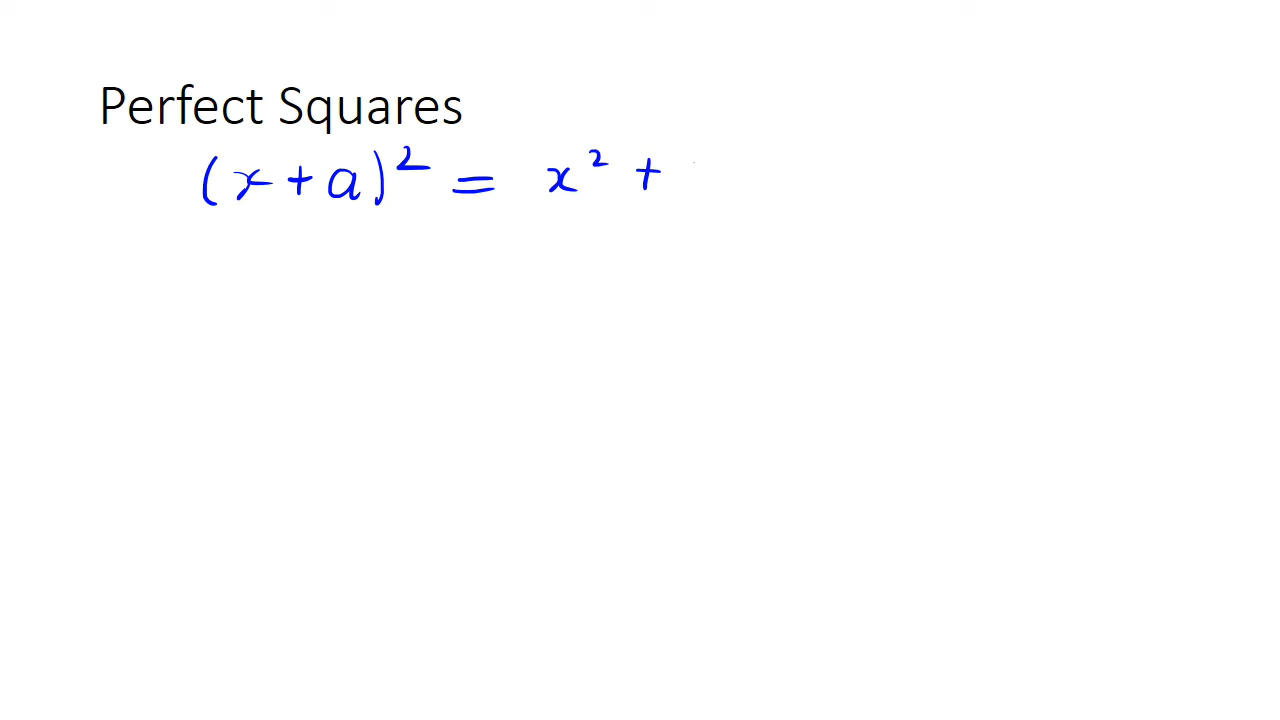 Perfect Squares
(x+a)² = x² +